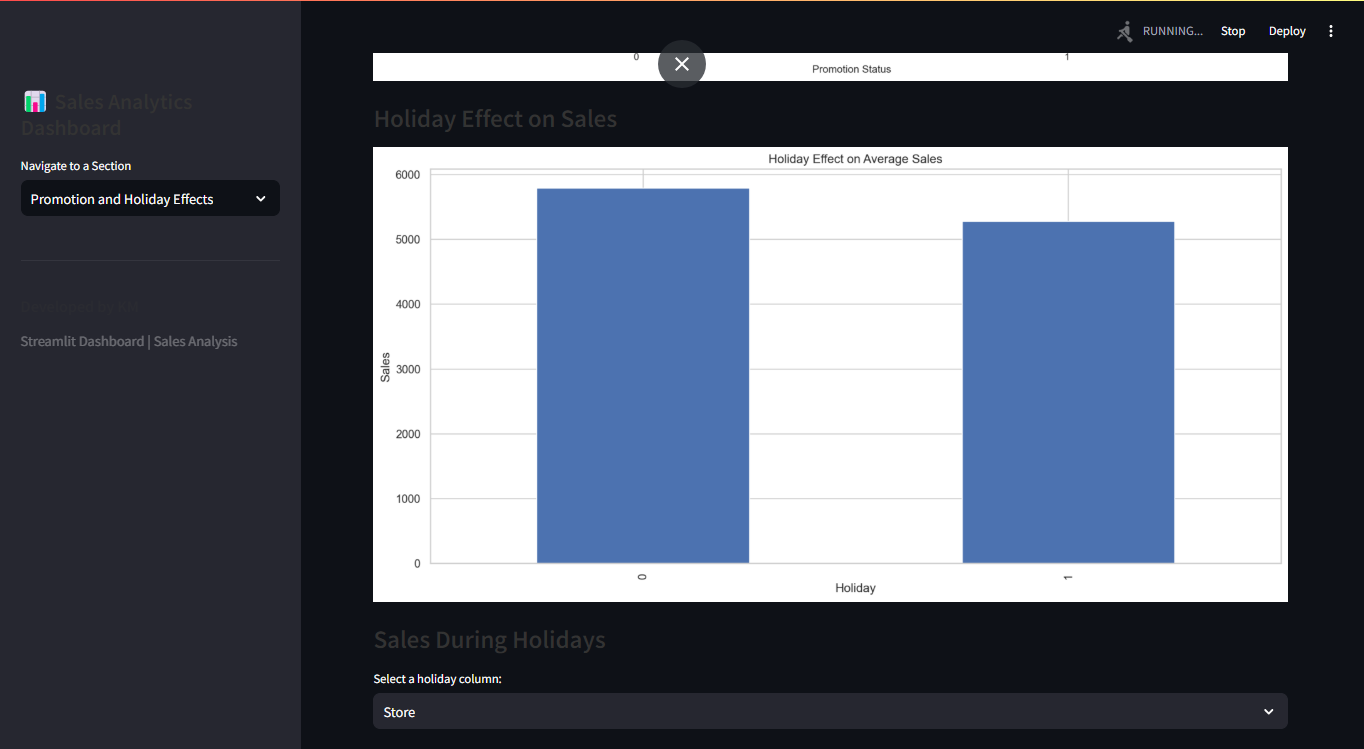 RUNNING...
Stop
Deploy
0
1
Promotion Status
Sales Analytics
Dashboard
Navigate to a Section
Promotion and Holiday Effects
Streamlit Dashboard | Sales Analysis
Holiday Effect on Sales
Holiday Effect on Average Sales
6000
5000
4000
3000
2000
1000
0
Sales
0
1
Holiday
Sales During Holidays
Select a holiday column:
Store